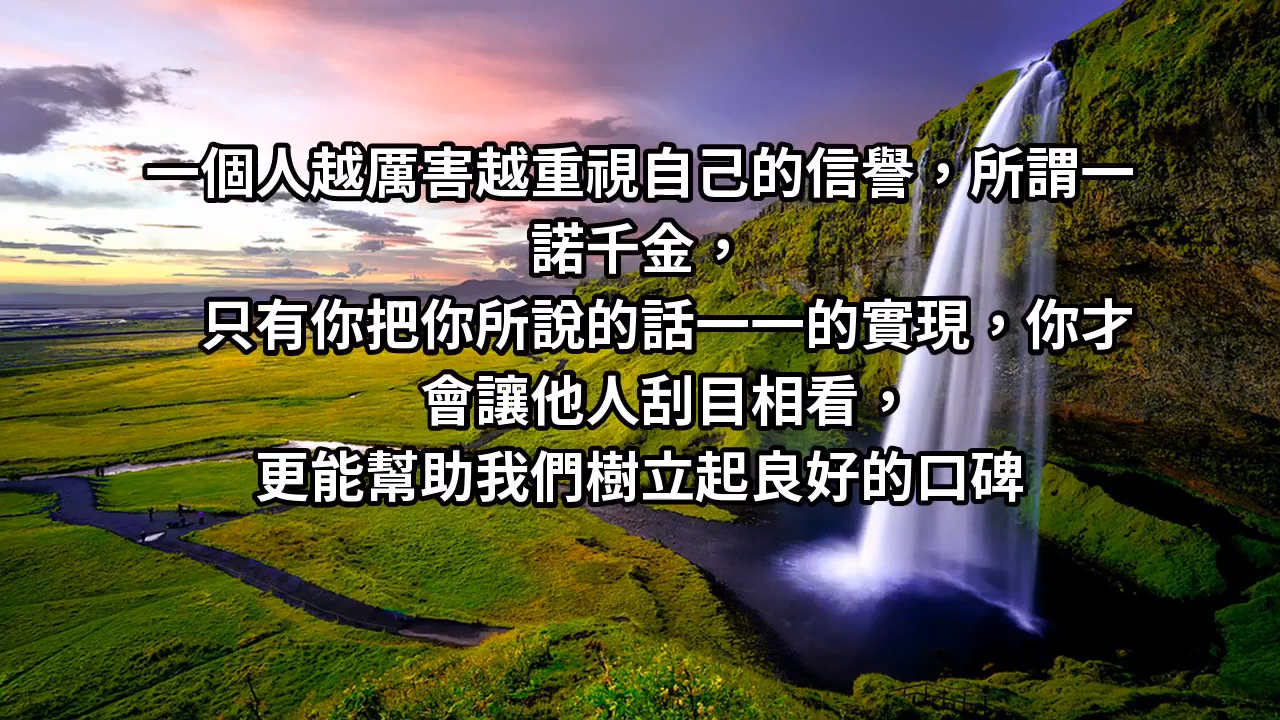 一個人越厲害越重視自己的信譽，所謂一
諾千金，
只有你把你所說的話一一的實現，你才
會讓他人刮目相看，
更能幫助我們樹立起良好的口碑